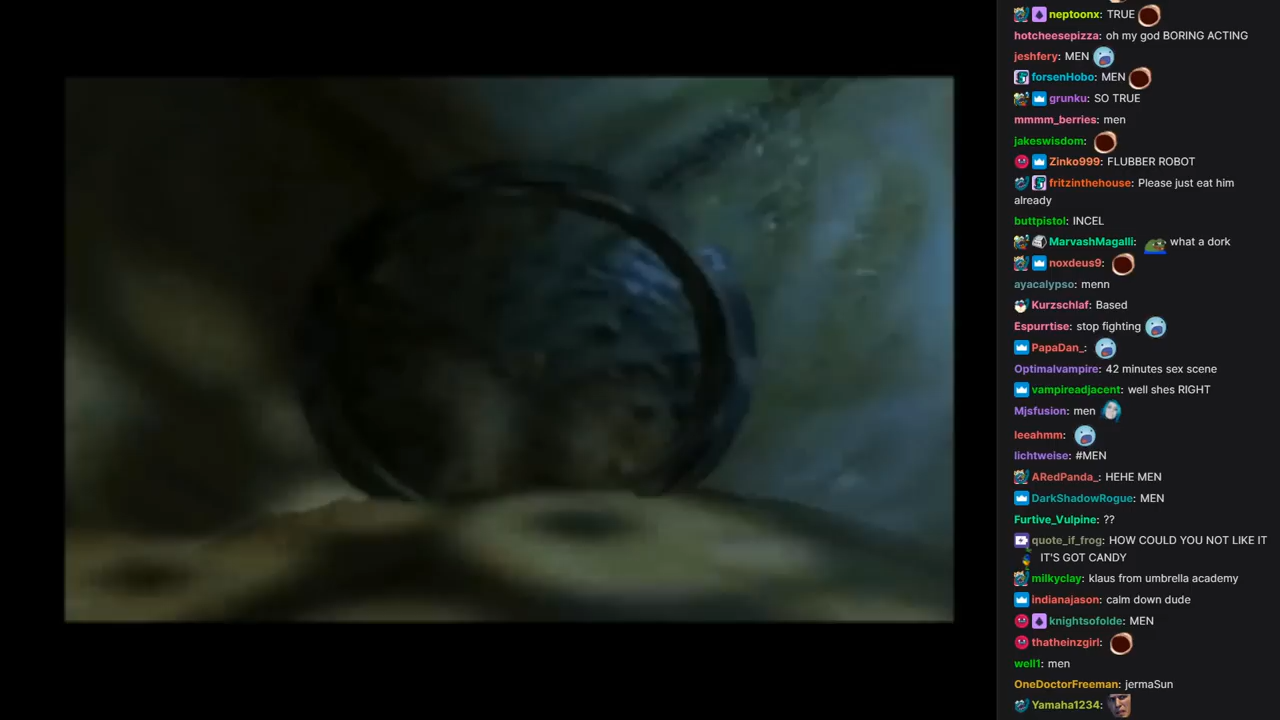 neptoonx: TRUE
hotcheesepizza: oh my god BORING ACTING
jeshfery: MEN
forsenHobo: MEN
grunku: SO TRUE
mmmm_berries: men
jakeswisdom:
Zinko999: FLUBBER ROBOT
fritzinthehouse: Please just eat him
already
buttpistol: INCEL
MarvashMagalli: what a dork
noxdeus9:
ayacalypso: menn
Kurzschlaf: Based
Espurrtise: stop fighting
PapaDan_:
Optimalvampire: 42 minutes sex scene
vampireadjacent: well shes RIGHT
Mjsfusion: men
leeahmm:
lichtweise: #MEN
ARedPanda_: HEHE MEN
DarkShadowRogue: MEN
Furtive_Vulpine: ??
quote_if_frog: HOW COULD YOU NOT LIKE IT
IT'S GOT CANDY
milkyclay: klaus from umbrella academy
indianajason: calm down dude
knightsofolde: MEN
thatheinzgirl:
well1: men
OneDoctorFreeman: jermaSun
Yamaha1234: